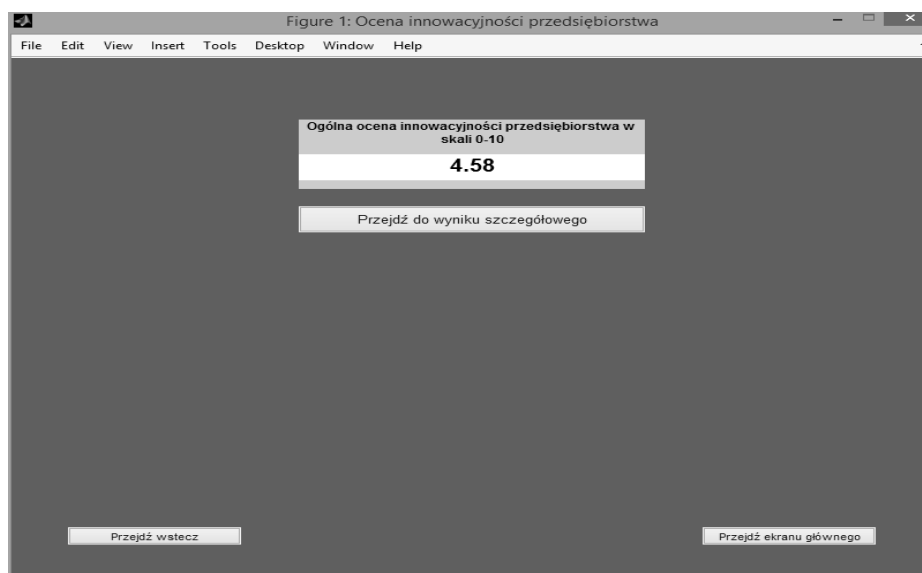 Figure 1: Ocena innowacyjności przedsiębiorstwa
File Edit View Insert Tools Desktop Window Help
Ogólna ocena innowacyjności przedsiębiorstwa w
skali 0-10
4.58
Przejdź do wyniku szczegółowego
Przejdź wstecz
Przejdź ekranu głównego